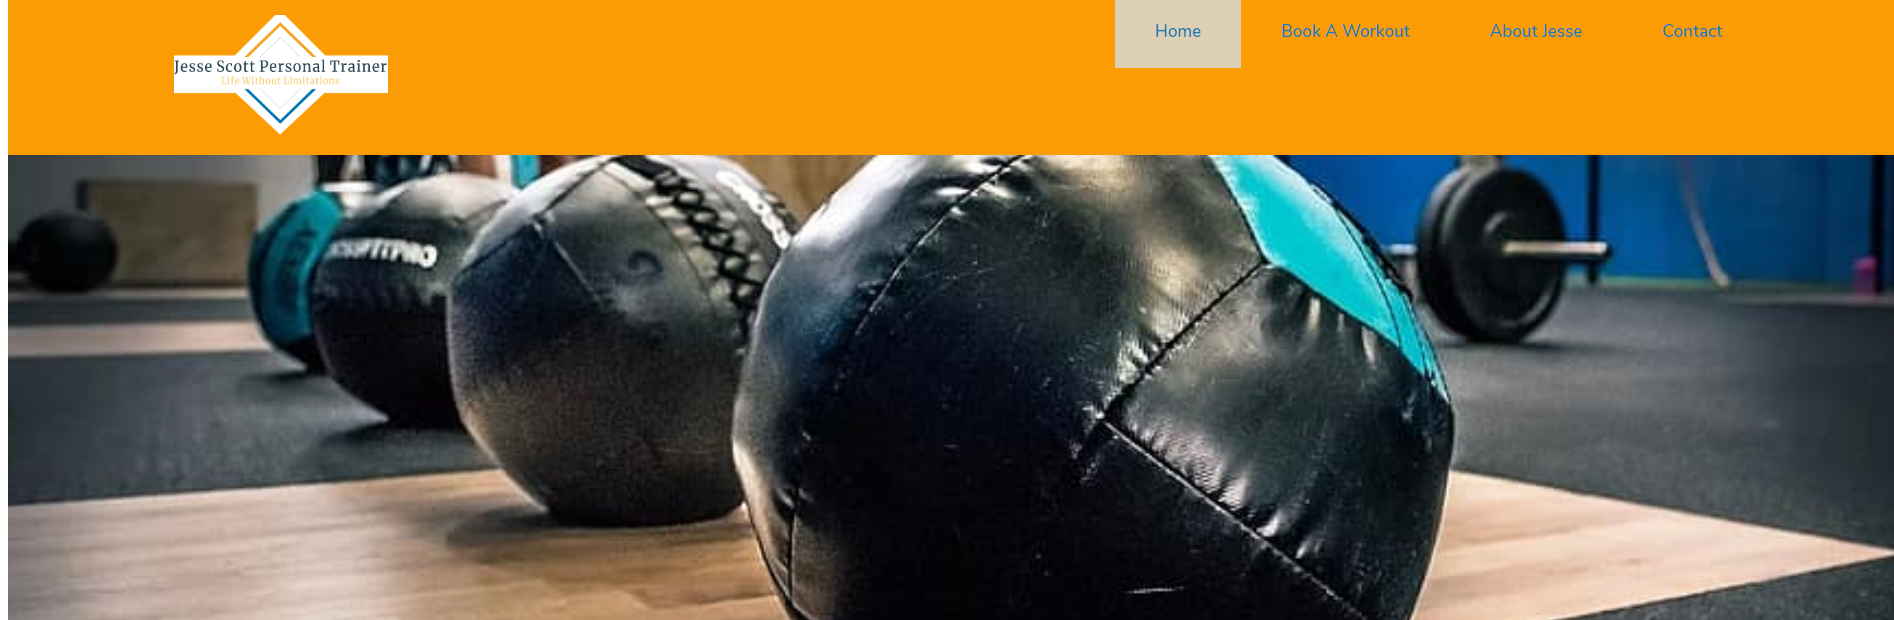 Jesse Scott Personal Trainer
Life Without Limitations
Home
Book A Workout
About Jesse
Contact